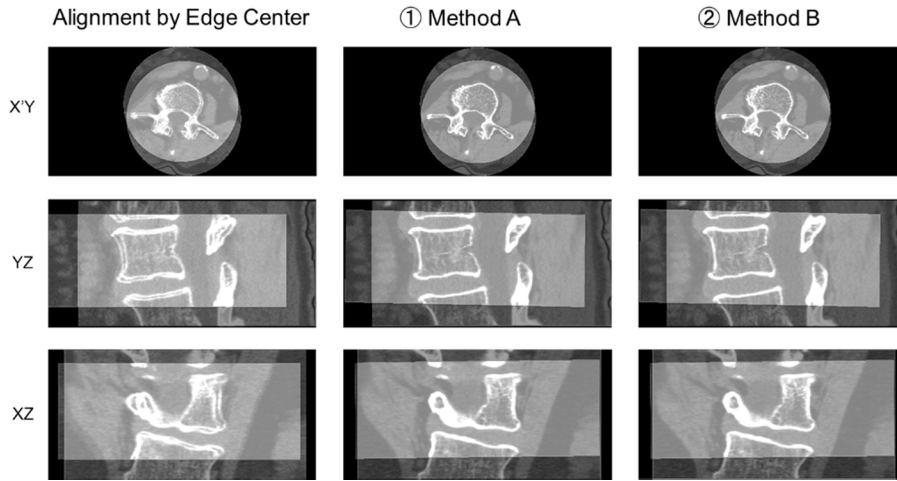 Alignment by Edge Center
① Method A
② Method B
X'Y
YZ
XZ